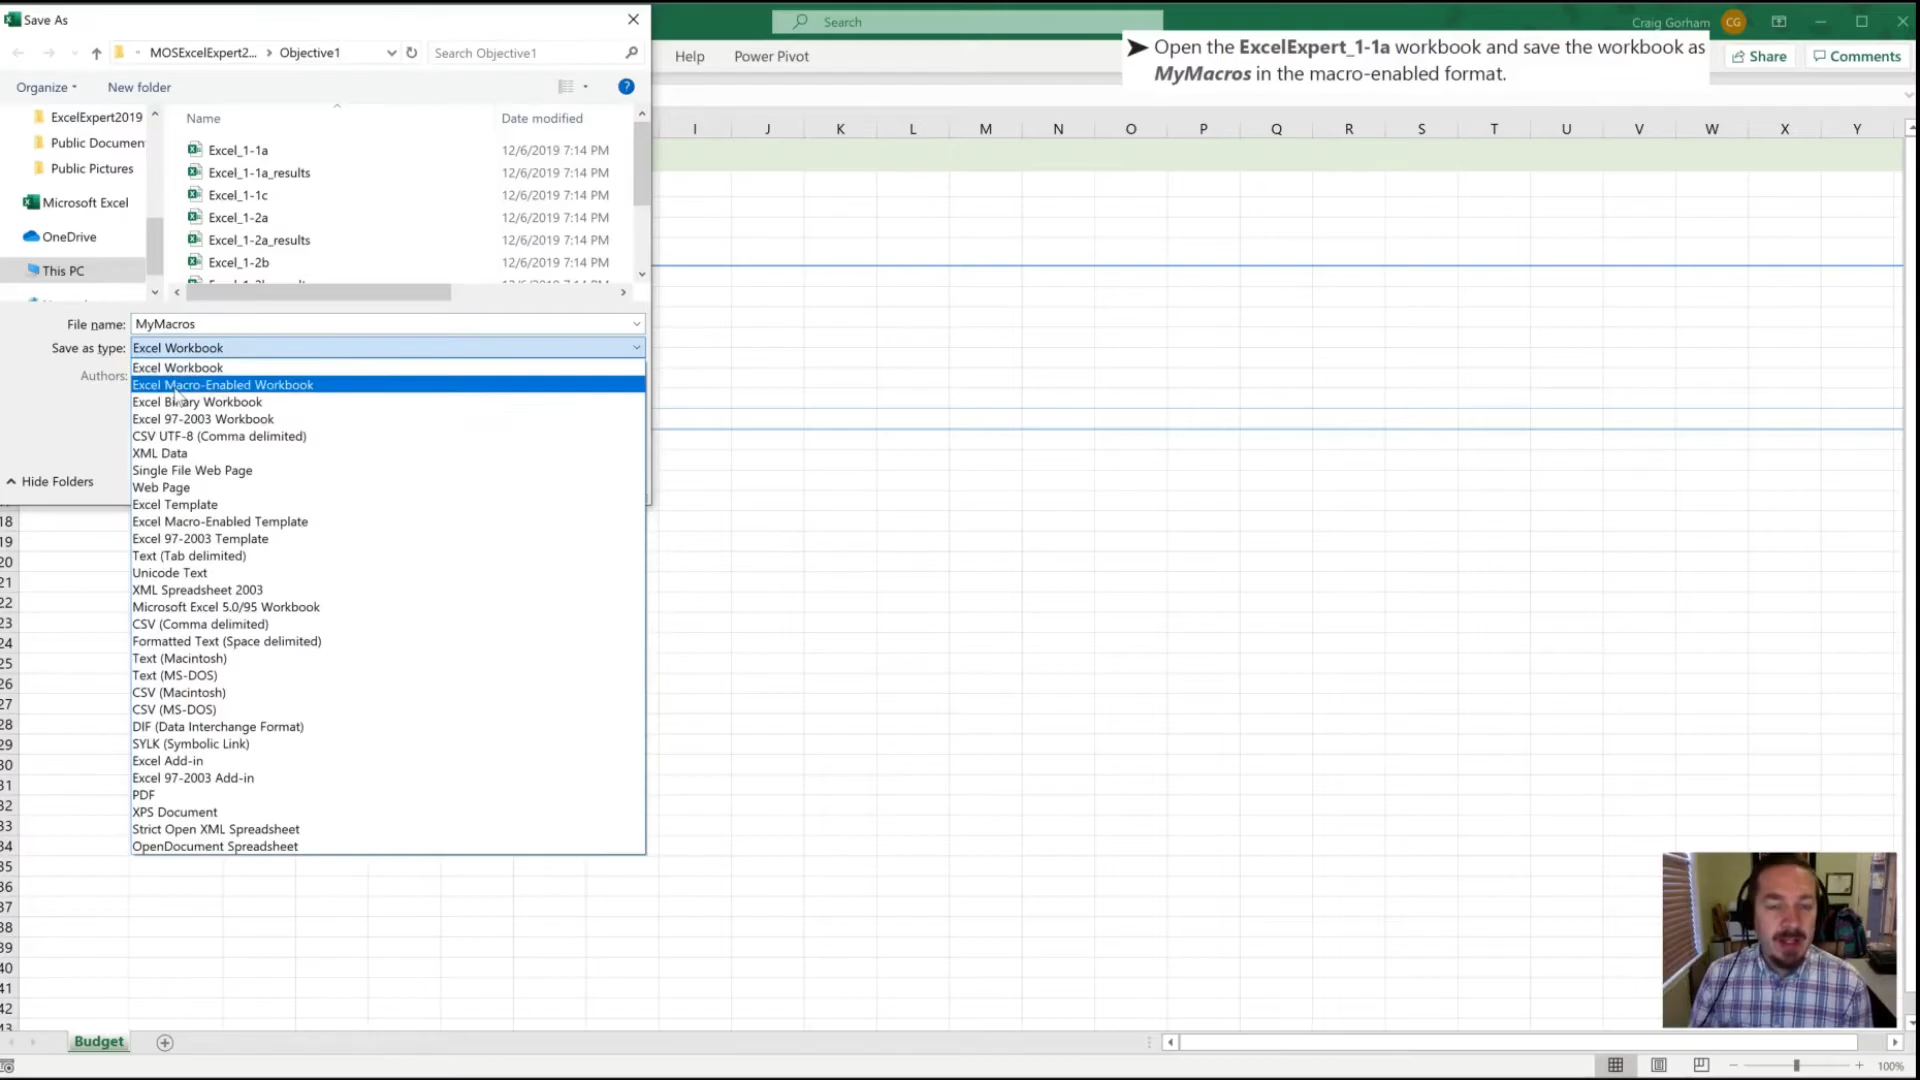 Save As
Search
Craig Gorham
CG
MOSExcelExpert2... > Objective1
Search Objective1
Help
Power Pivot
➤ Open the ExcelExpert_1-1a workbook and save the workbook as
MyMacros in the macro-enabled format.
Share
Comments
Organize
New folder
ExcelExpert2019
Public Documen
Public Pictures
Microsoft Excel
OneDrive
This PC
Name
Date modified
Excel_1-1a 12/6/2019 7:14 PM
Excel_1-1a_results 12/6/2019 7:14 PM
Excel_1-1c 12/6/2019 7:14 PM
Excel_1-2a 12/6/2019 7:14 PM
Excel_1-2a_results 12/6/2019 7:14 PM
Excel_1-2b 12/6/2019 7:14 PM
I J K L M N O P Q R S T U V W X Y
File name: MyMacros
Save as type: Excel Workbook
Authors:
Excel Workbook
Excel Macro-Enabled Workbook
Excel Binary Workbook
Excel 97-2003 Workbook
CSV UTF-8 (Comma delimited)
XML Data
Single File Web Page
Web Page
Excel Template
Excel Macro-Enabled Template
Excel 97-2003 Template
Text (Tab delimited)
Unicode Text
XML Spreadsheet 2003
Microsoft Excel 5.0/95 Workbook
CSV (Comma delimited)
Formatted Text (Space delimited)
Text (Macintosh)
Text (MS-DOS)
CSV (Macintosh)
CSV (MS-DOS)
DIF (Data Interchange Format)
SYLK (Symbolic Link)
Excel Add-in
Excel 97-2003 Add-in
PDF
XPS Document
Strict Open XML Spreadsheet
OpenDocument Spreadsheet
Hide Folders
18
19
20
21
22
23
24
25
26
27
28
29
30
31
32
33
34
35
36
37
38
39
40
41
42
43
Budget
100%